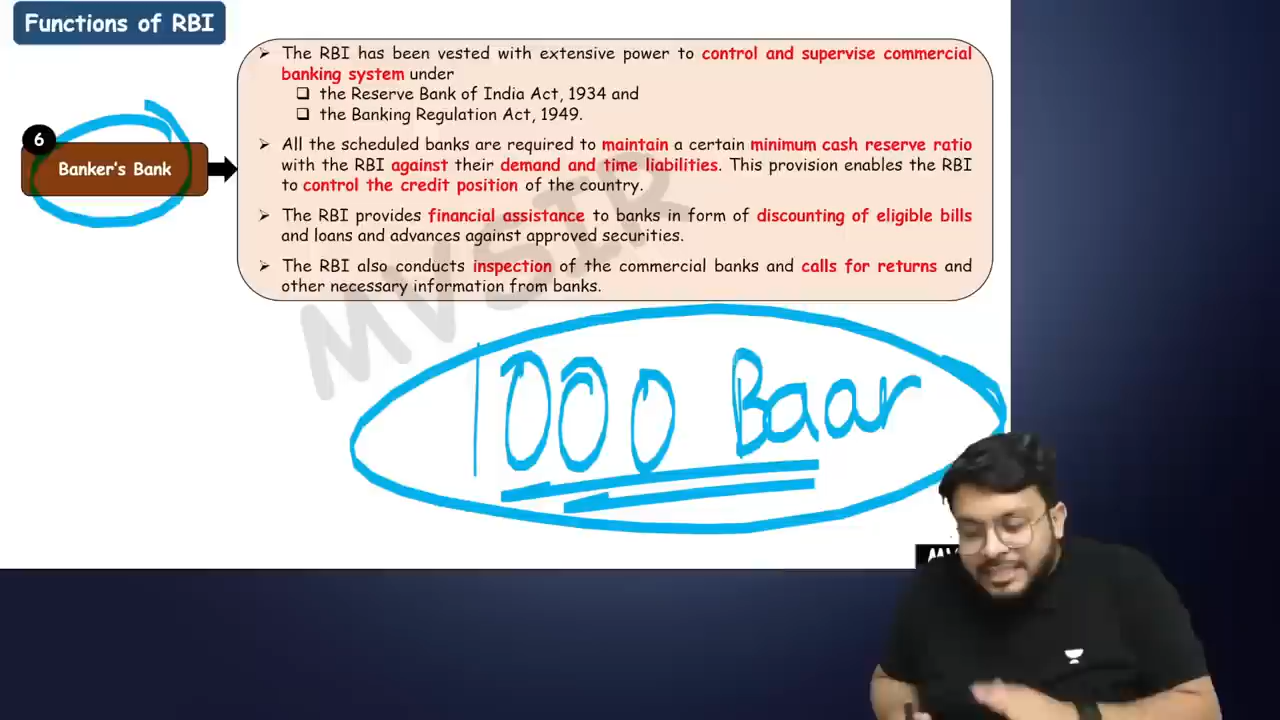 Functions of RBI
➢ The RBI has been vested with extensive power to control and supervise commercial
banking system under
❑ the Reserve Bank of India Act, 1934 and
❑ the Banking Regulation Act, 1949.
6
Banker's Bank
➢ All the scheduled banks are required to maintain a certain minimum cash reserve ratio
with the RBI against their demand and time liabilities. This provision enables the RBI
to control the credit position of the country.
➢ The RBI provides financial assistance to banks in form of discounting of eligible bills
and loans and advances against approved securities.
➢ The RBI also conducts inspection of the commercial banks and calls for returns and
other necessary information from banks.
MVSIR
1000 Baar